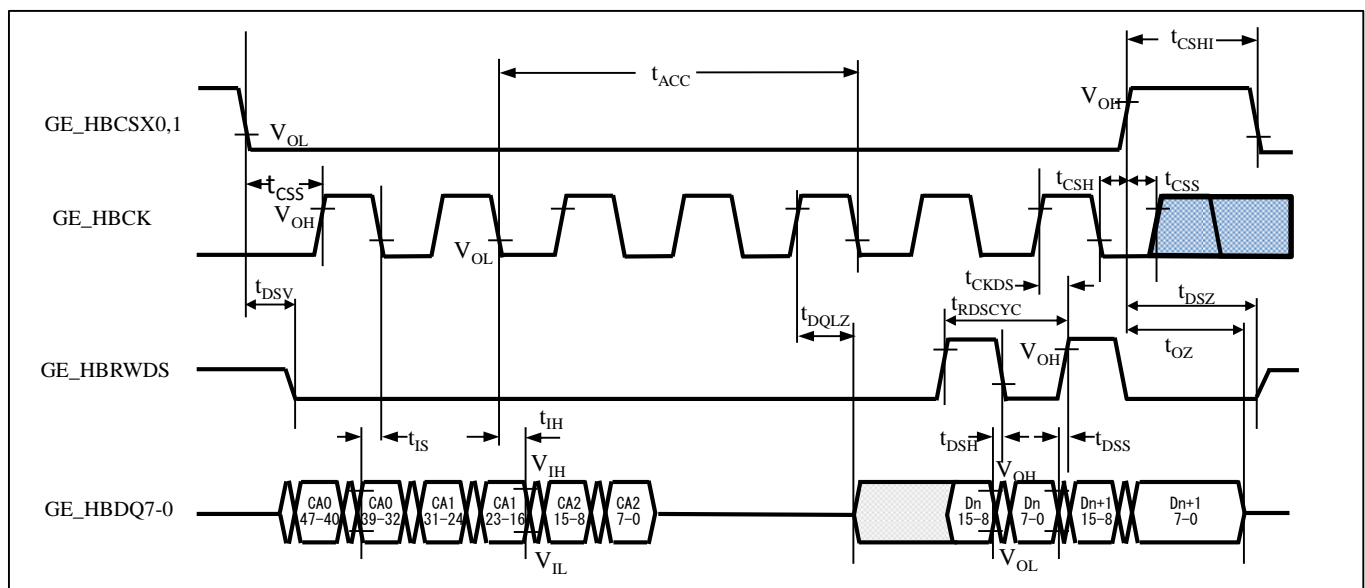 tCSHI
tACC
GE_HBCSX0,1
VOL
VOH
tCSS
tCSH
tCSS
GE_HBCK
VOH
VOL
tCKDS
tDSV
tRDSCYC
tDSZ
tDQLZ
tOZ
GE_HBRWDS
VOH
tIS
tIH
tDSH
tDSS
VIH
VOH
GE_HBDQ7-0
CA0 47-40
CA0 39-32
CA1 31-24
CA1 23-16
CA2 15-8
CA2 7-0
Dn 15-8
Dn 7-0
Dn+1 15-8
Dn+1 7-0
VIL
VOL